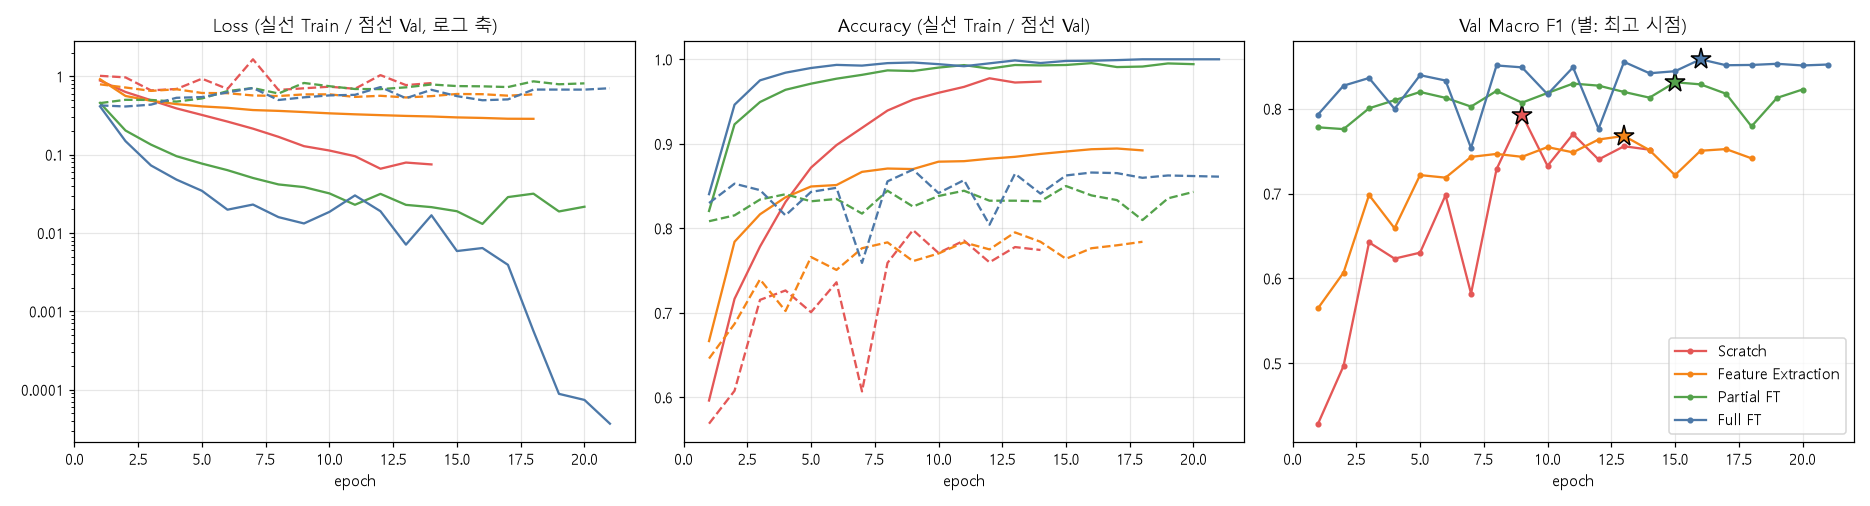 Loss (실선 Train / 점선 Val, 로그 축)
1
0.1
0.01
0.001
0.0001
0.0 2.5 5.0 7.5 10.0 12.5 15.0 17.5 20.0
epoch
Accuracy (실선 Train / 점선 Val)
1.0
0.9
0.8
0.7
0.6
0.0 2.5 5.0 7.5 10.0 12.5 15.0 17.5 20.0
epoch
Val Macro F1 (별: 최고 시점)
0.8
0.7
0.6
0.5
Scratch
Feature Extraction
Partial FT
Full FT
0.0 2.5 5.0 7.5 10.0 12.5 15.0 17.5 20.0
epoch